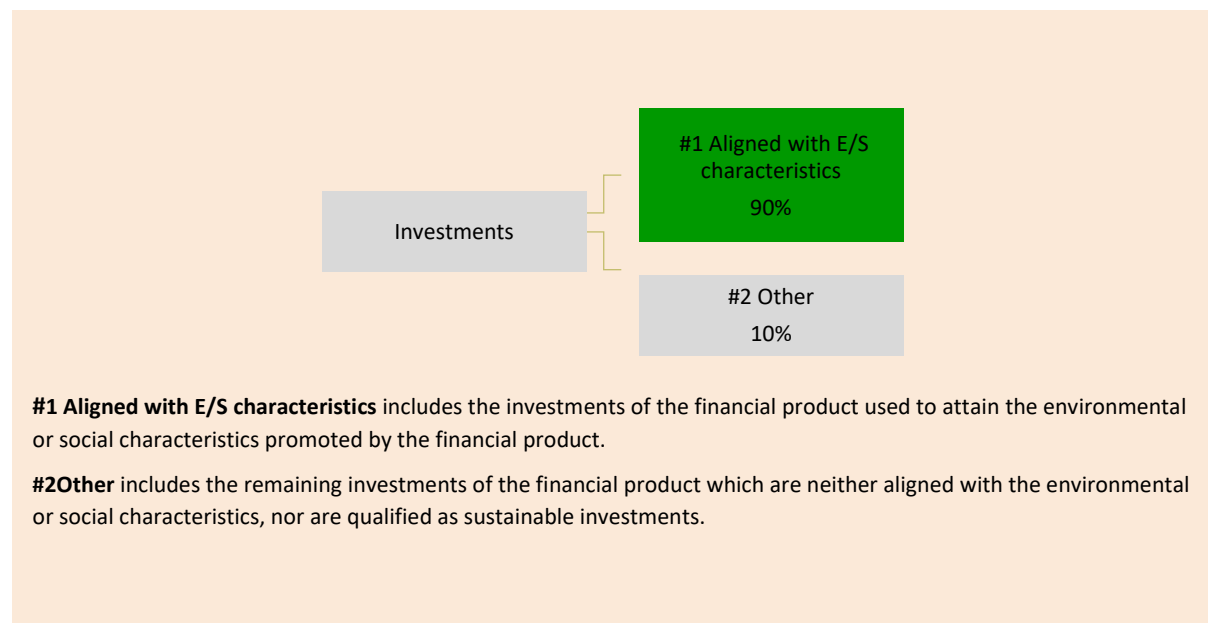 #1 Aligned with E/S
characteristics
90%
Investments
#2 Other
10%
#1 Aligned with E/S characteristics includes the investments of the financial product used to attain the environmental
or social characteristics promoted by the financial product.
#2Other includes the remaining investments of the financial product which are neither aligned with the environmental
or social characteristics, nor are qualified as sustainable investments.